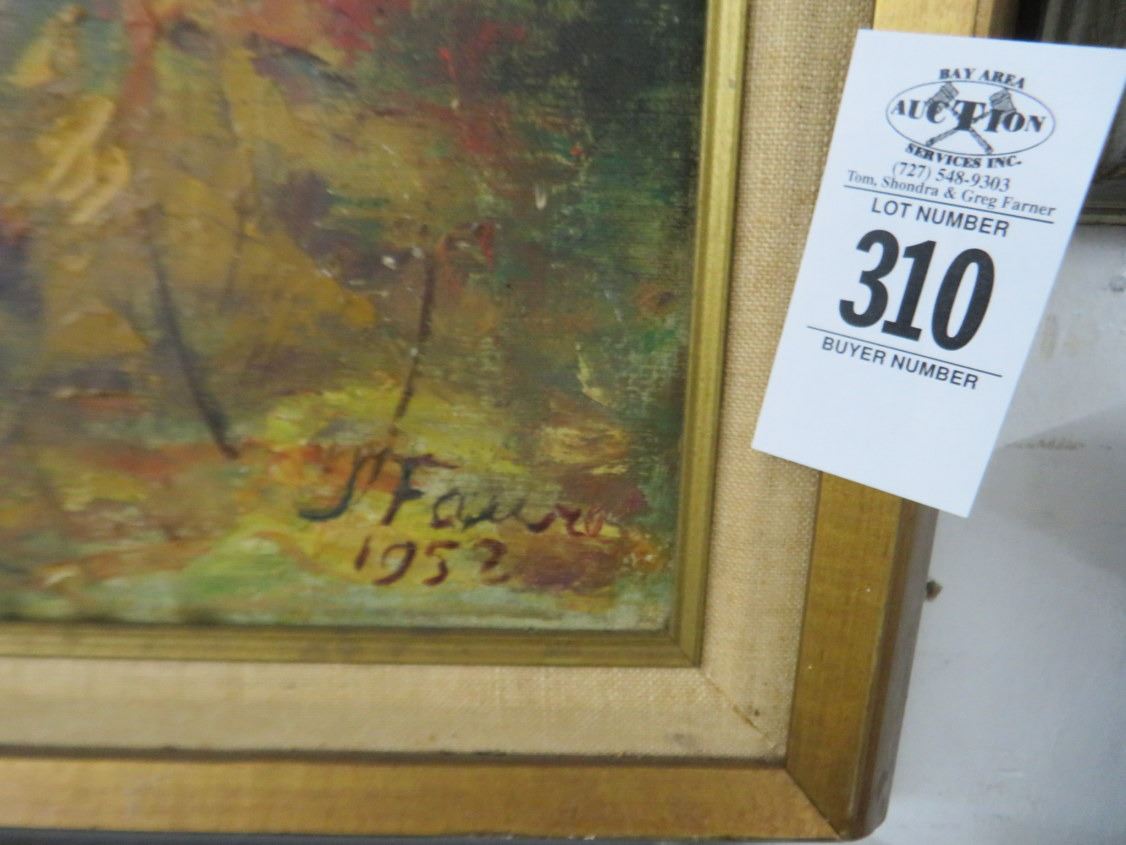 BAY AREA
AUCTION
SERVICES INC.
(727) 548-9303
Tom, Shondra & Greg Farner
LOT NUMBER
310
BUYER NUMBER
1952